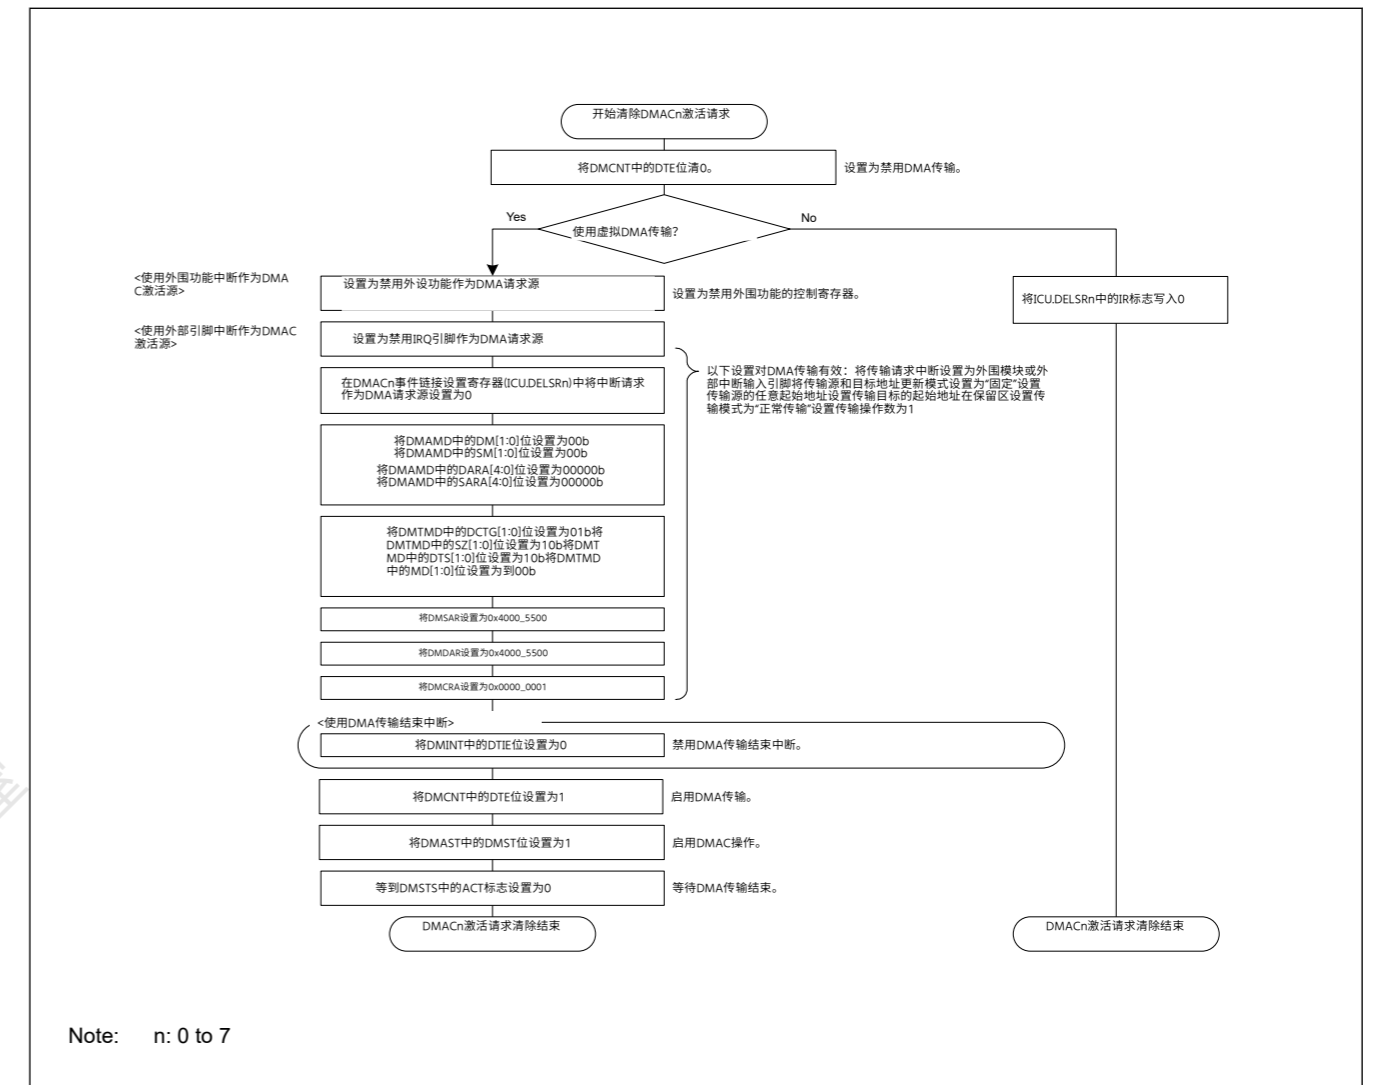 开始清除DMACn激活请求
将DMCNT中的DTE位清0。
设置为禁用DMA传输。
Yes
No
使用虚拟DMA传输？
<使用外围功能中断作为DMA
C激活源>
设置为禁用外设功能作为DMA请求源
设置为禁用外围功能的控制寄存器。
将ICU.DELSRn中的IR标志写入0
<使用外部引脚中断作为DMAC
激活源>
设置为禁用IRQ引脚作为DMA请求源
在DMACn事件链接设置寄存器(ICU.DELSRn)中将中断请求
作为DMA请求源设置为0
以下设置对DMA传输有效：将传输请求中断设置为外围模块或外
部中断输入引脚将传输源和目标地址更新模式设置为“固定”设置
传输源的任意起始地址设置传输目标的起始地址在保留区设置传
输模式为“正常传输”设置传输操作数为1
将DMAMD中的DM[1:0]位设置为00b
将DMAMD中的SM[1:0]位设置为00b
将DMAMD中的DARA[4:0]位设置为00000b
将DMAMD中的SARA[4:0]位设置为00000b
将DMTMD中的DCTG[1:0]位设置为01b将
DMTMD中的SZ[1:0]位设置为10b将DMT
MD中的DTS[1:0]位设置为10b将DMTMD
中的MD[1:0]位设置为到00b
将DMSAR设置为0x4000_5500
将DMDAR设置为0x4000_5500
将DMCRA设置为0x0000_0001
<使用DMA传输结束中断>
将DMINT中的DTIE位设置为0
禁用DMA传输结束中断。
将DMCNT中的DTE位设置为1
启用DMA传输。
将DMAST中的DMST位设置为1
启用DMAC操作。
等到DMSTS中的ACT标志设置为0
等待DMA传输结束。
DMACn激活请求清除结束
DMACn激活请求清除结束
Note: n: 0 to 7